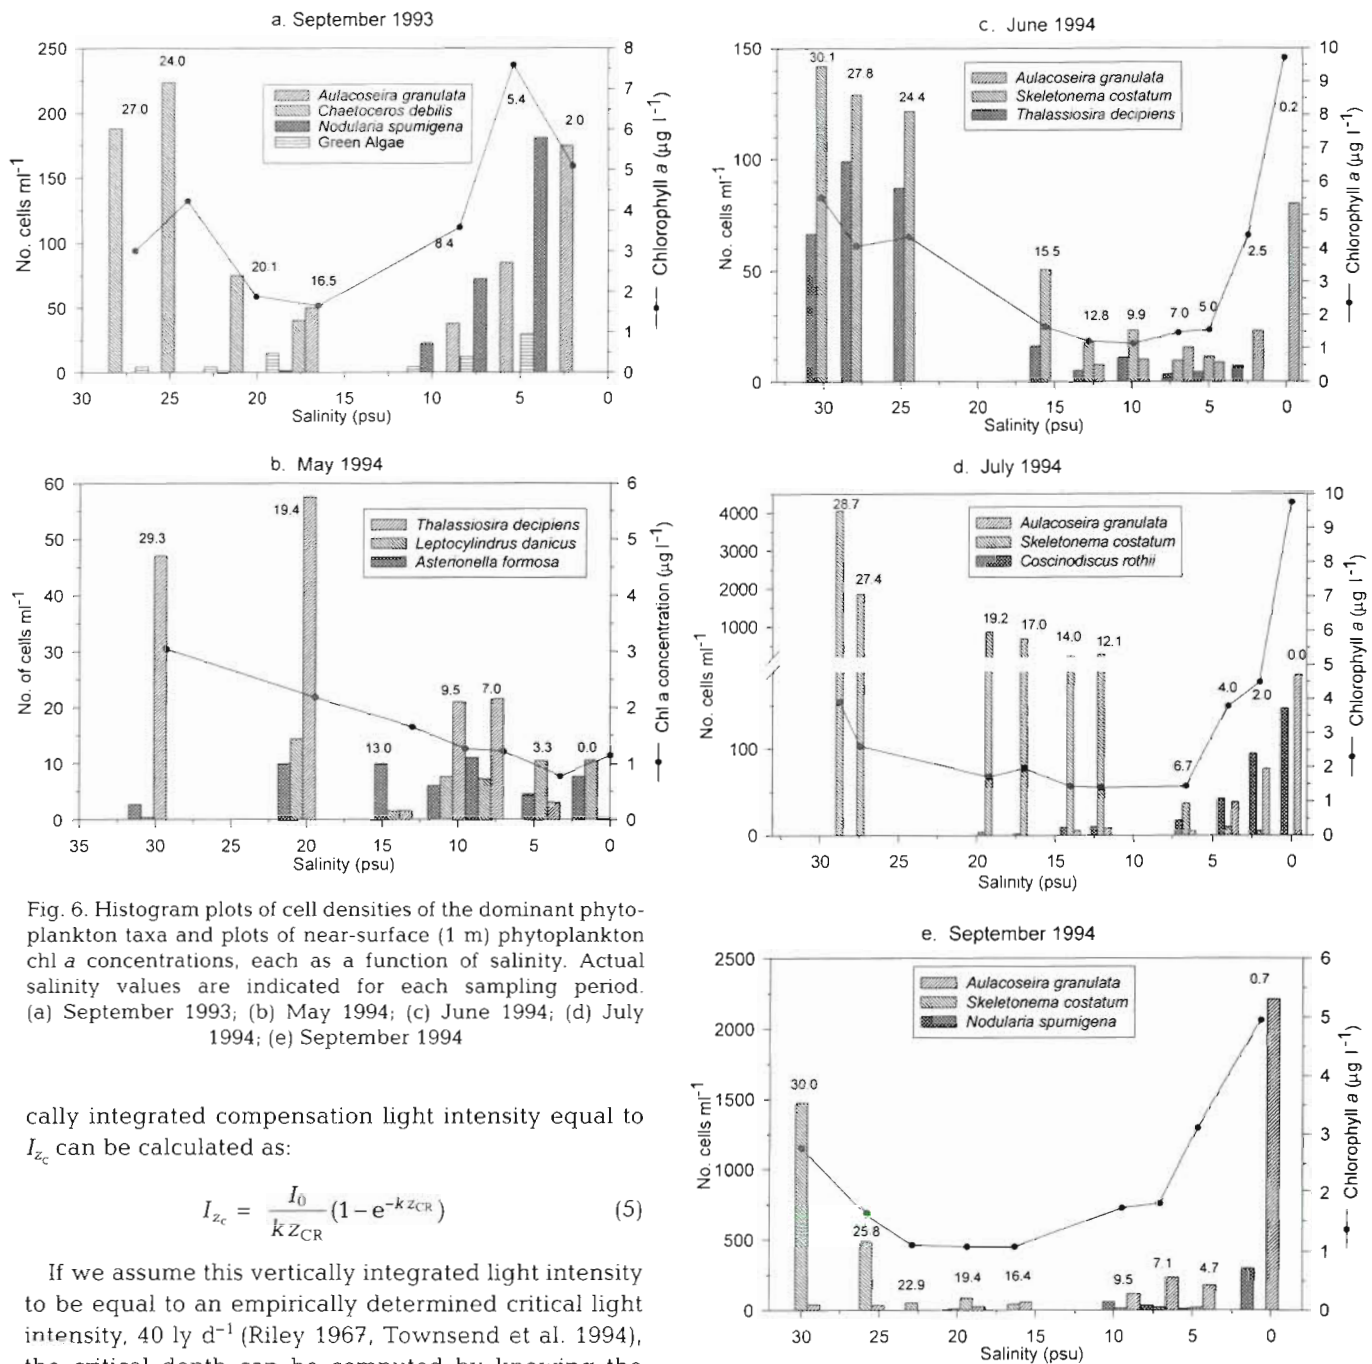 a. September 1993
250
200
150
100
50
0
No. cells ml⁻¹
27.0
24.0
20.1
16.5
8.4
5.4
2.0
Aulacoseira granulata
Chaetoceros debilis
Nodularia spumigena
Green Algae
8
7
6
5
4
3
2
1
0
Chlorophyll a (µg l⁻¹)
30 25 20 15 10 5 0
Salinity (psu)
b. May 1994
60
50
40
30
20
10
0
No. of cells ml⁻¹
29.3
19.4
13.0
9.5
7.0
3.3
0.0
Thalassiosira decipiens
Leptocylindrus danicus
Asterionella formosa
6
5
4
3
2
1
0
Chl a concentration (µg l⁻¹)
35 30 25 20 15 10 5 0
Salinity (psu)
Fig. 6. Histogram plots of cell densities of the dominant phyto-
plankton taxa and plots of near-surface (1 m) phytoplankton
chl a concentrations, each as a function of salinity. Actual
salinity values are indicated for each sampling period.
(a) September 1993; (b) May 1994; (c) June 1994; (d) July
1994; (e) September 1994
cally integrated compensation light intensity equal to
I_{z_c} can be calculated as:
I_{z_c} = I_0 / (k z_{CR}) (1 − e^{−k z_{CR}}) (5)
If we assume this vertically integrated light intensity
to be equal to an empirically determined critical light
intensity, 40 ly d⁻¹ (Riley 1967, Townsend et al. 1994),
the critical depth can be computed by knowing the
c. June 1994
150
100
50
0
No. cells ml⁻¹
30.1
27.8
24.4
15.5
12.8
9.9
7.0
5.0
2.5
0.2
Aulacoseira granulata
Skeletonema costatum
Thalassiosira decipiens
10
9
8
7
6
5
4
3
2
1
0
Chlorophyll a (µg l⁻¹)
30 25 20 15 10 5 0
Salinity (psu)
d. July 1994
4000
3000
2000
1000
100
0
No. cells ml⁻¹
28.7
27.4
19.2
17.0
14.0
12.1
6.7
4.0
2.0
0.0
Aulacoseira granulata
Skeletonema costatum
Coscinodiscus rothii
10
9
8
7
6
5
4
3
2
1
0
Chlorophyll a (µg l⁻¹)
30 25 20 15 10 5 0
Salinity (psu)
e. September 1994
2500
2000
1500
1000
500
0
No. cells ml⁻¹
30.0
25.8
22.9
19.4
16.4
9.5
7.1
4.7
0.7
Aulacoseira granulata
Skeletonema costatum
Nodularia spumigena
6
5
4
3
2
1
0
Chlorophyll a (µg l⁻¹)
30 25 20 15 10 5 0
Salinity (psu)